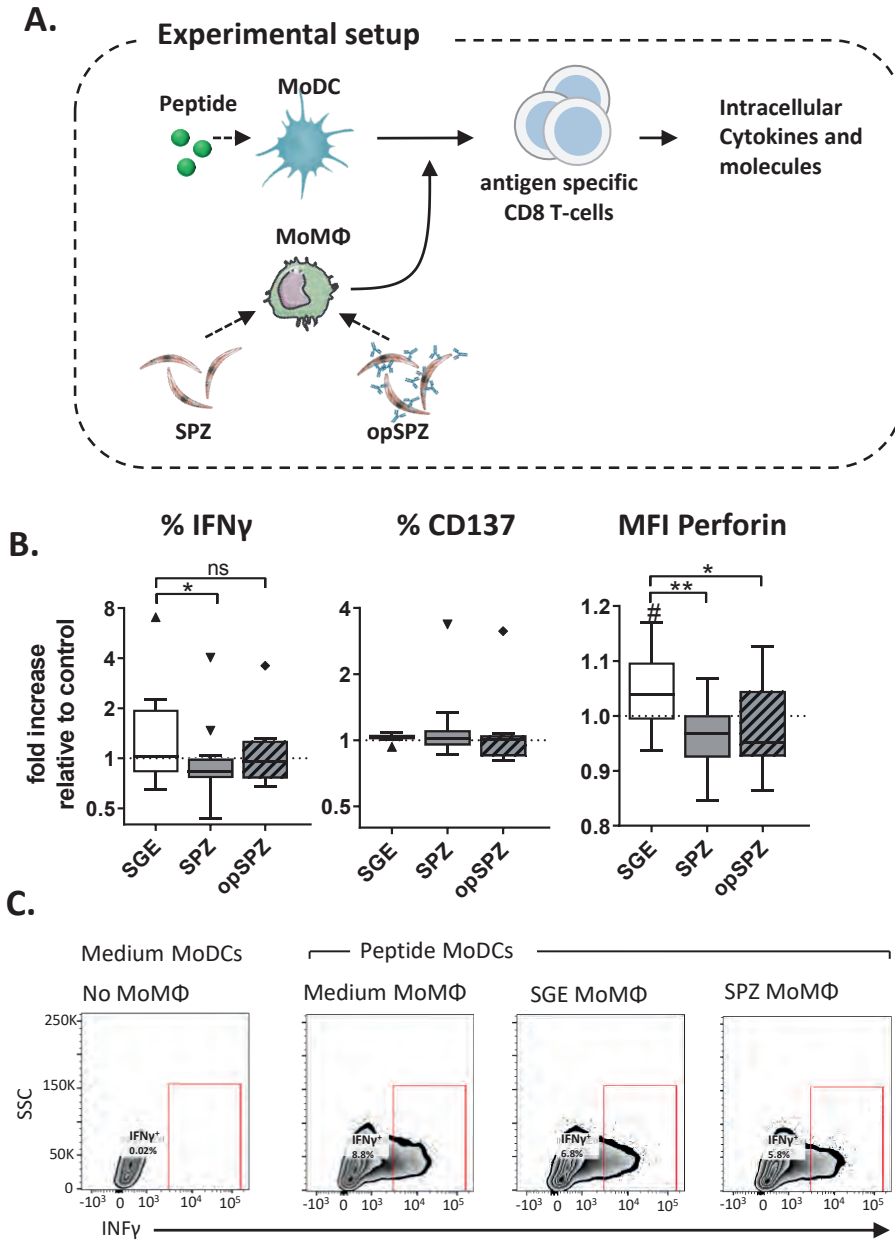 A.
Experimental setup
Peptide
MoDC
Intracellular
Cytokines and
molecules
antigen specific
CD8 T-cells
MoMΦ
SPZ
opSPZ
B.
% IFNγ
% CD137
MFI Perforin
fold increase
relative to control
ns
*
8
4
2
1
0.5
SGE
SPZ
opSPZ
4
2
1
0.5
SGE
SPZ
opSPZ
*
**
#
1.2
1.1
1.0
0.9
0.8
SGE
SPZ
opSPZ
C.
Medium MoDCs
Peptide MoDCs
No MoMΦ
Medium MoMΦ
SGE MoMΦ
SPZ MoMΦ
SSC
250K
150K
50K
0
IFNγ+
0.02%
IFNγ+
8.8%
IFNγ+
6.8%
IFNγ+
5.8%
-10³ 0 10³ 10⁴ 10⁵
-10³ 0 10³ 10⁴ 10⁵
-10³ 0 10³ 10⁴ 10⁵
-10³ 0 10³ 10⁴ 10⁵
INFγ